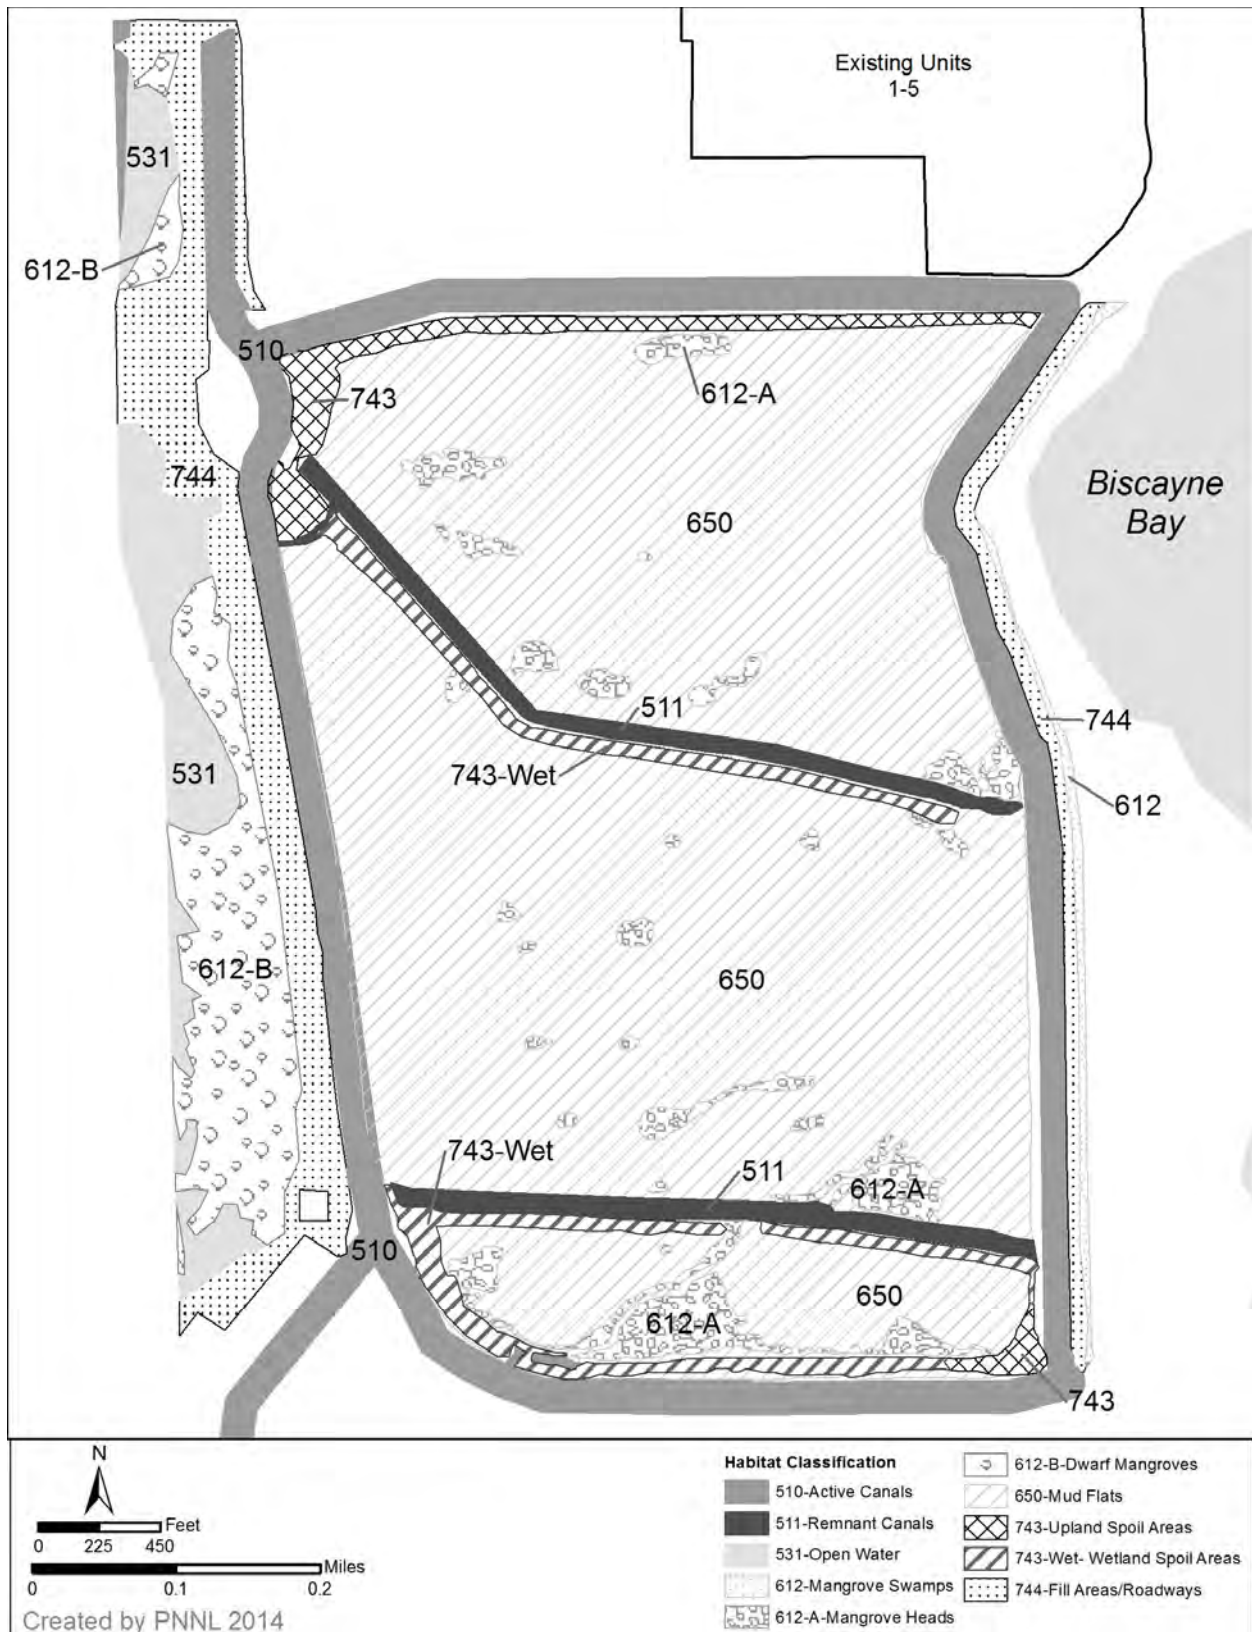 Existing Units
1-5
531
612-B
510
612-A
743
744
650
Biscayne
Bay
511
744
743-Wet
531
612
612-B
650
743-Wet
511
612-A
510
650
612-A
743
N
Feet
0 225 450
Miles
0 0.1 0.2
Created by PNNL 2014
Habitat Classification
510-Active Canals
511-Remnant Canals
531-Open Water
612-Mangrove Swamps
612-A-Mangrove Heads
612-B-Dwarf Mangroves
650-Mud Flats
743-Upland Spoil Areas
743-Wet- Wetland Spoil Areas
744-Fill Areas/Roadways